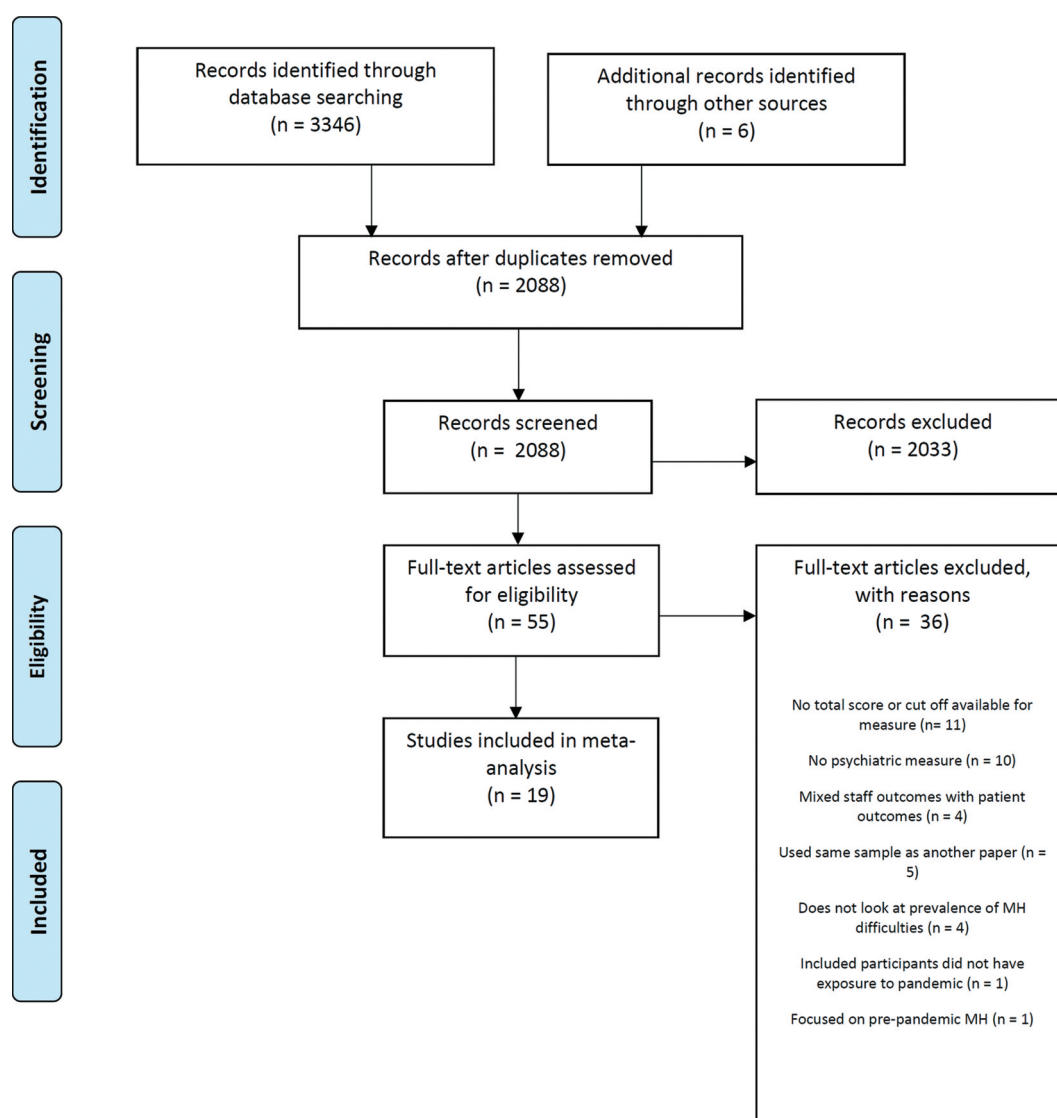 Identification
Records identified through
database searching
(n = 3346)
Additional records identified
through other sources
(n = 6)
Records after duplicates removed
(n = 2088)
Screening
Records screened
(n = 2088)
Records excluded
(n = 2033)
Eligibility
Full-text articles assessed
for eligibility
(n = 55)
Full-text articles excluded,
with reasons
(n = 36)
No total score or cut off available for
measure (n= 11)
No psychiatric measure (n = 10)
Mixed staff outcomes with patient
outcomes (n = 4)
Used same sample as another paper (n =
5)
Does not look at prevalence of MH
difficulties (n = 4)
Included participants did not have
exposure to pandemic (n = 1)
Focused on pre-pandemic MH (n = 1)
Included
Studies included in meta-
analysis
(n = 19)